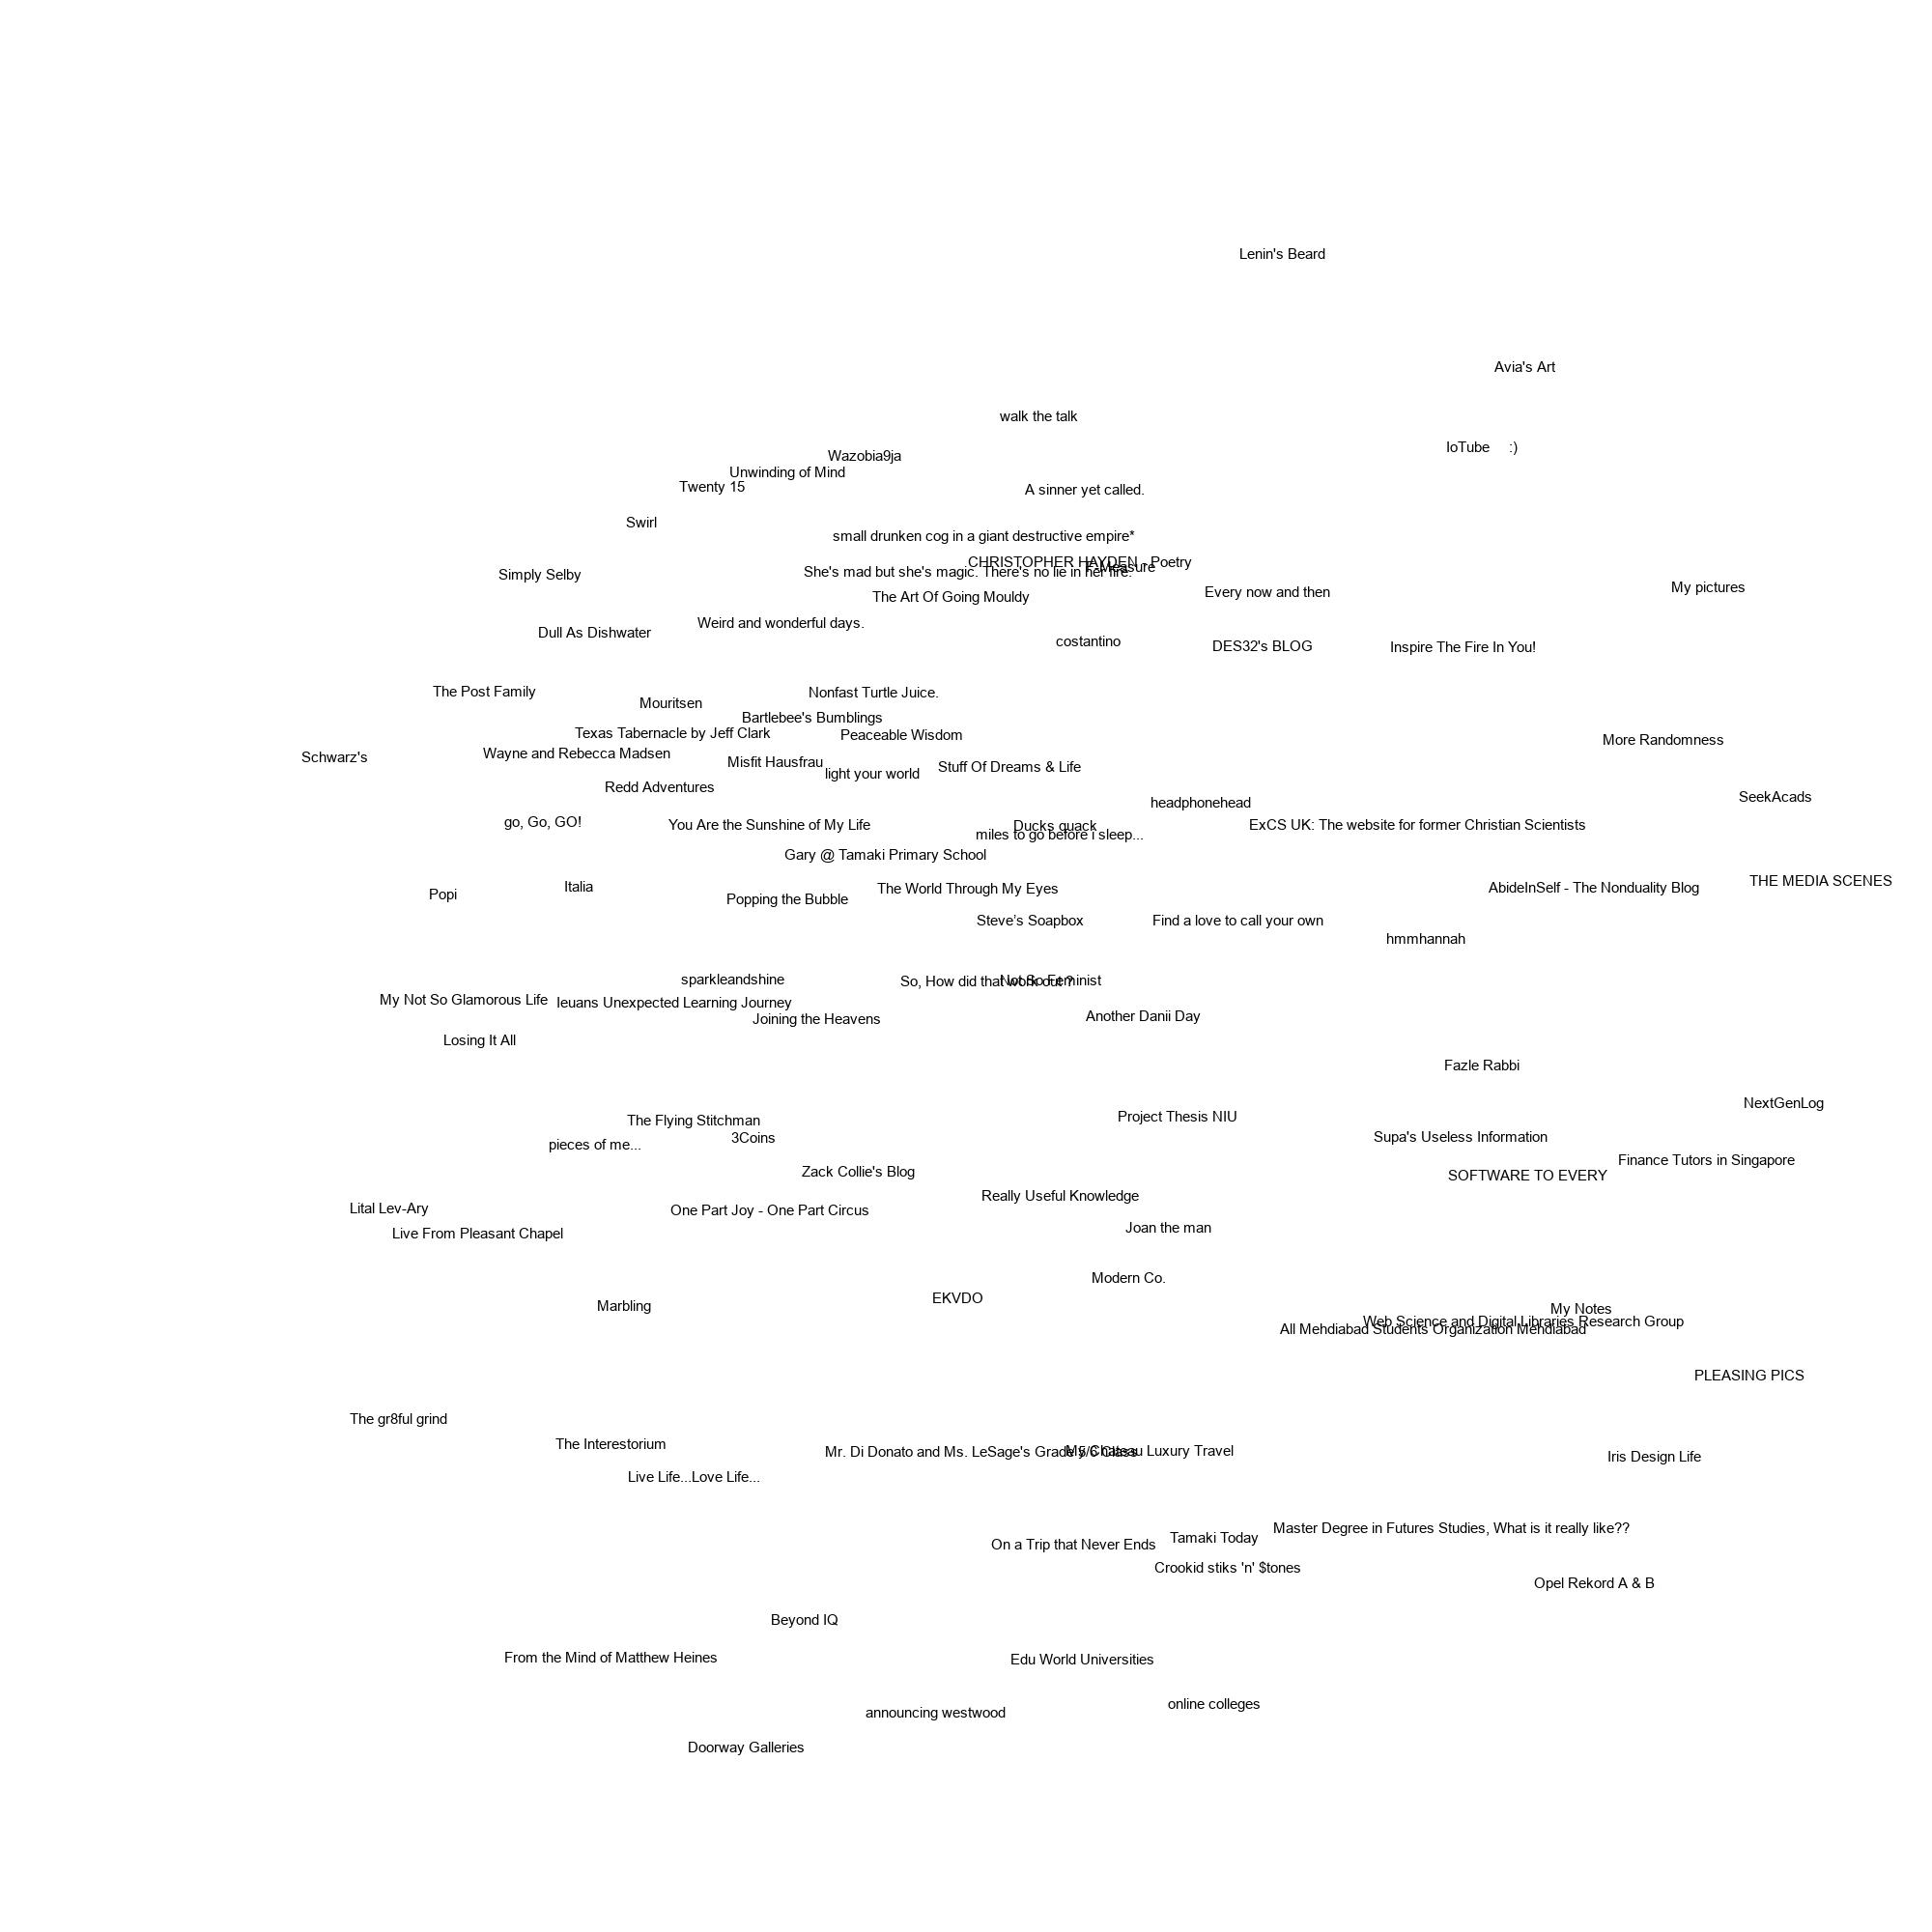 Lenin's Beard
Avia's Art
walk the talk
IoTube     :)
Wazobia9ja
Unwinding of Mind
Twenty 15
A sinner yet called.
Swirl
small drunken cog in a giant destructive empire*
CHRISTOPHER HAYDEN - Poetry
F-Measure
She's mad but she's magic. There's no lie in her fire.
Simply Selby
My pictures
Every now and then
The Art Of Going Mouldy
Weird and wonderful days.
Dull As Dishwater
costantino
DES32's BLOG
Inspire The Fire In You!
The Post Family
Nonfast Turtle Juice.
Mouritsen
Bartlebee's Bumblings
Texas Tabernacle by Jeff Clark
Peaceable Wisdom
More Randomness
Wayne and Rebecca Madsen
Schwarz's
Misfit Hausfrau
Stuff Of Dreams & Life
light your world
Redd Adventures
SeekAcads
headphonehead
go, Go, GO!
You Are the Sunshine of My Life
Ducks quack
ExCS UK: The website for former Christian Scientists
miles to go before i sleep...
Gary @ Tamaki Primary School
THE MEDIA SCENES
Italia
The World Through My Eyes
AbideInSelf - The Nonduality Blog
Popi
Popping the Bubble
Steve’s Soapbox
Find a love to call your own
hmmhannah
sparkleandshine
So, How did that work out ?
Not So Feminist
My Not So Glamorous Life
Ieuans Unexpected Learning Journey
Joining the Heavens
Another Danii Day
Losing It All
Fazle Rabbi
NextGenLog
Project Thesis NIU
The Flying Stitchman
3Coins
Supa's Useless Information
pieces of me...
Finance Tutors in Singapore
Zack Collie's Blog
SOFTWARE TO EVERY
Really Useful Knowledge
Lital Lev-Ary
One Part Joy - One Part Circus
Joan the man
Live From Pleasant Chapel
Modern Co.
EKVDO
Marbling
My Notes
Web Science and Digital Libraries Research Group
All Mehdiabad Students Organization Mehdiabad
PLEASING PICS
The gr8ful grind
The Interestorium
Mr. Di Donato and Ms. LeSage's Grade 5/6 Class
My Chateau Luxury Travel
Iris Design Life
Live Life...Love Life...
Master Degree in Futures Studies, What is it really like??
Tamaki Today
On a Trip that Never Ends
Crookid stiks 'n' $tones
Opel Rekord A & B
Beyond IQ
From the Mind of Matthew Heines
Edu World Universities
online colleges
announcing westwood
Doorway Galleries